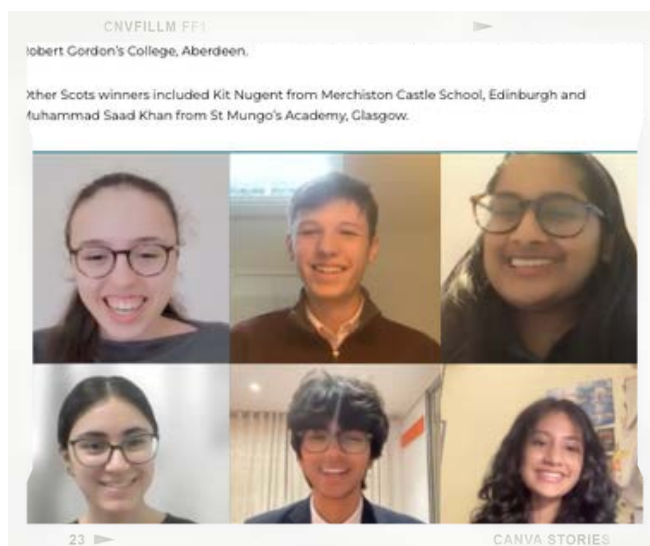 CNVFILLM FF1
obert Gordon's College, Aberdeen.
ther Scots winners included Kit Nugent from Merchiston Castle School, Edinburgh and
uhammad Saad Khan from St Mungo's Academy, Glasgow.
23
CANVA STORIES